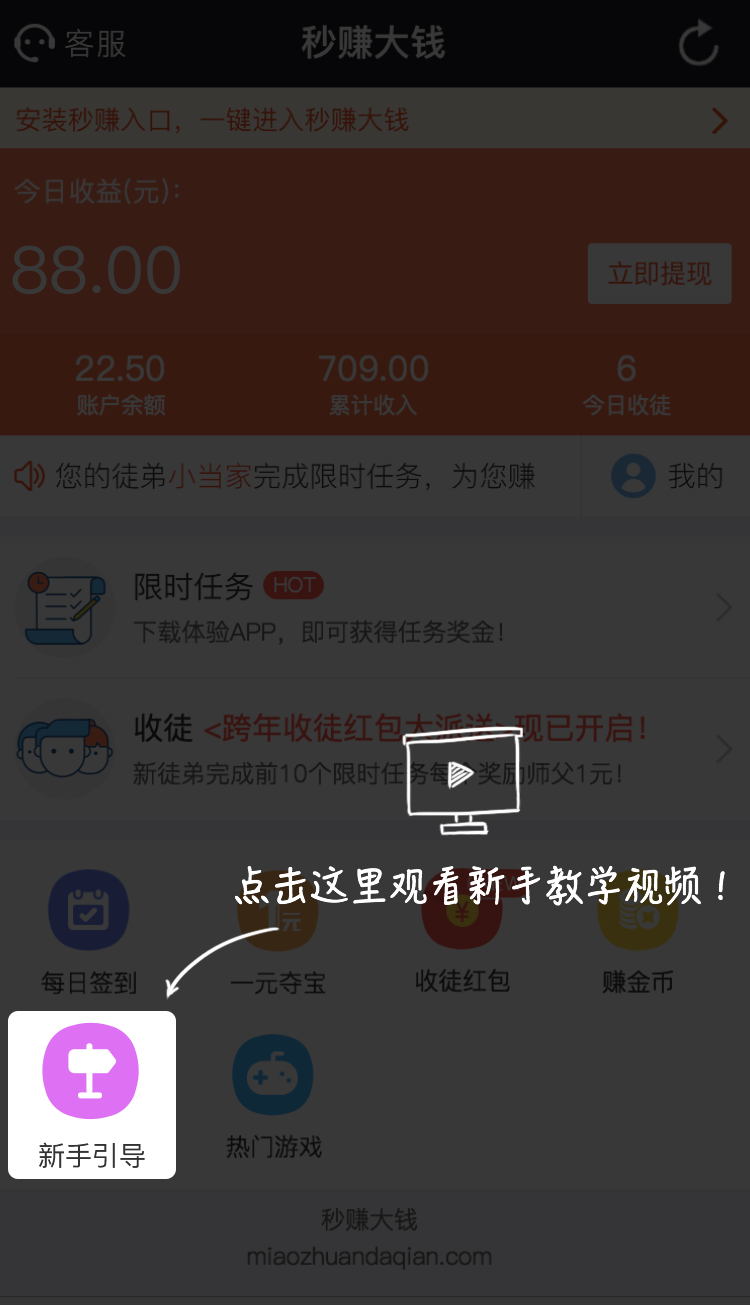 客服
秒赚大钱
安装秒赚入口，一键进入秒赚大钱
今日收益(元):
88.00
立即提现
22.50
709.00
6
账户余额
累计收入
今日收徒
您的徒弟小当家完成限时任务，为您赚
我的
限时任务 HOT
下载体验APP，即可获得任务奖金！
收徒 <跨年收徒红包大派送>现已开启！
新徒弟完成前10个限时任务每个奖励师父1元！
点击这里观看新手教学视频！
1元
每日签到
一元夺宝
收徒红包
赚金币
新手引导
热门游戏
秒赚大钱
miaozhuandaqian.com